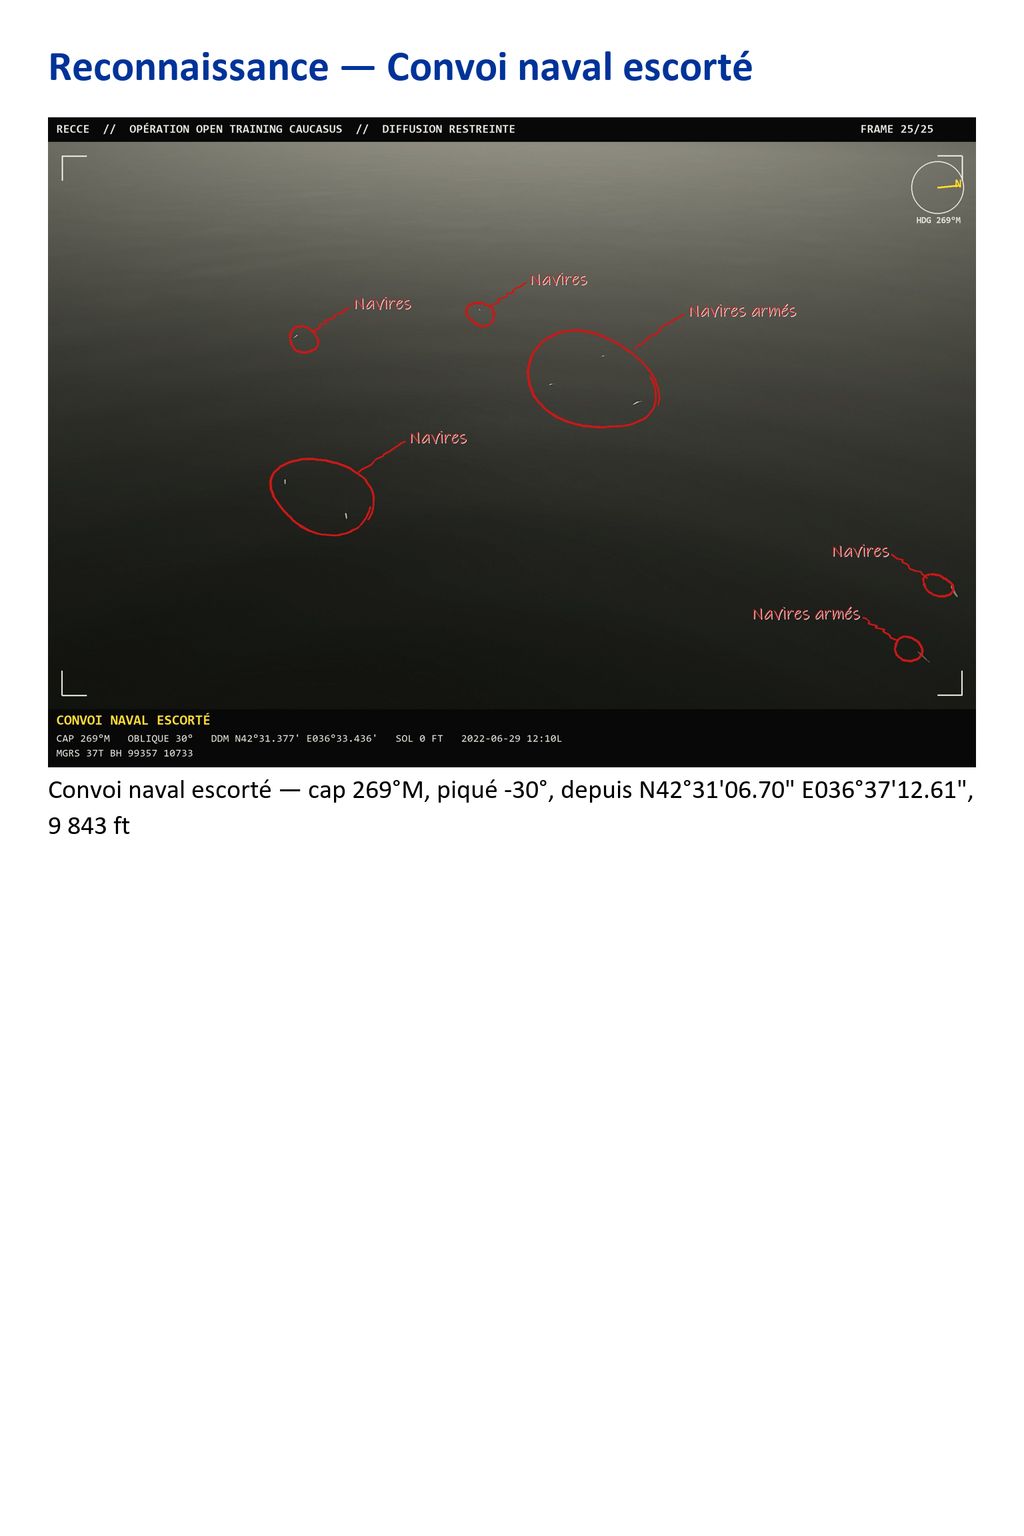 Reconnaissance — Convoi naval escorté
RECCE // OPÉRATION OPEN TRAINING CAUCASUS // DIFFUSION RESTREINTE FRAME 25/25
N
HDG 269°M
Navires
Navires
Navires armés
Navires
Navires
Navires armés
CONVOI NAVAL ESCORTÉ
CAP 269°M OBLIQUE 30° DDM N42°31.377' E036°33.436' SOL 0 FT 2022-06-29 12:10L
MGRS 37T BH 99357 10733
Convoi naval escorté — cap 269°M, piqué -30°, depuis N42°31'06.70" E036°37'12.61",
9 843 ft